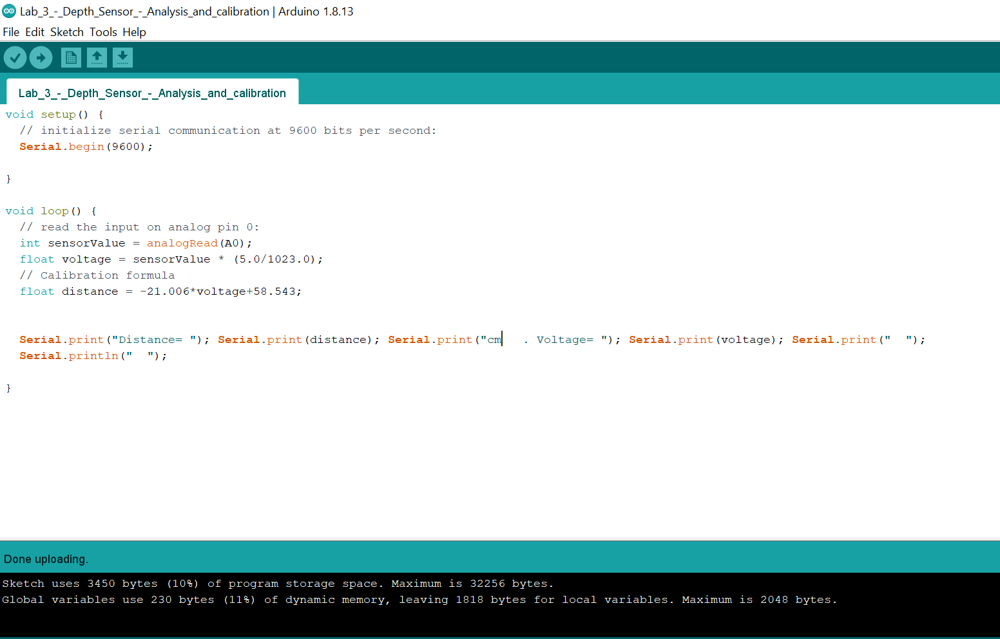 Lab_3_-_Depth_Sensor_-_Analysis_and_calibration | Arduino 1.8.13
File Edit Sketch Tools Help
Lab_3_-_Depth_Sensor_-_Analysis_and_calibration
void setup() {
  // initialize serial communication at 9600 bits per second:
  Serial.begin(9600);
}
void loop() {
  // read the input on analog pin 0:
  int sensorValue = analogRead(A0);
  float voltage = sensorValue * (5.0/1023.0);
  // Calibration formula
  float distance = -21.006*voltage+58.543;
  Serial.print("Distance= "); Serial.print(distance); Serial.print("cm   . Voltage= "); Serial.print(voltage); Serial.print("  ");
  Serial.println("  ");
}
Done uploading.
Sketch uses 3450 bytes (10%) of program storage space. Maximum is 32256 bytes.
Global variables use 230 bytes (11%) of dynamic memory, leaving 1818 bytes for local variables. Maximum is 2048 bytes.